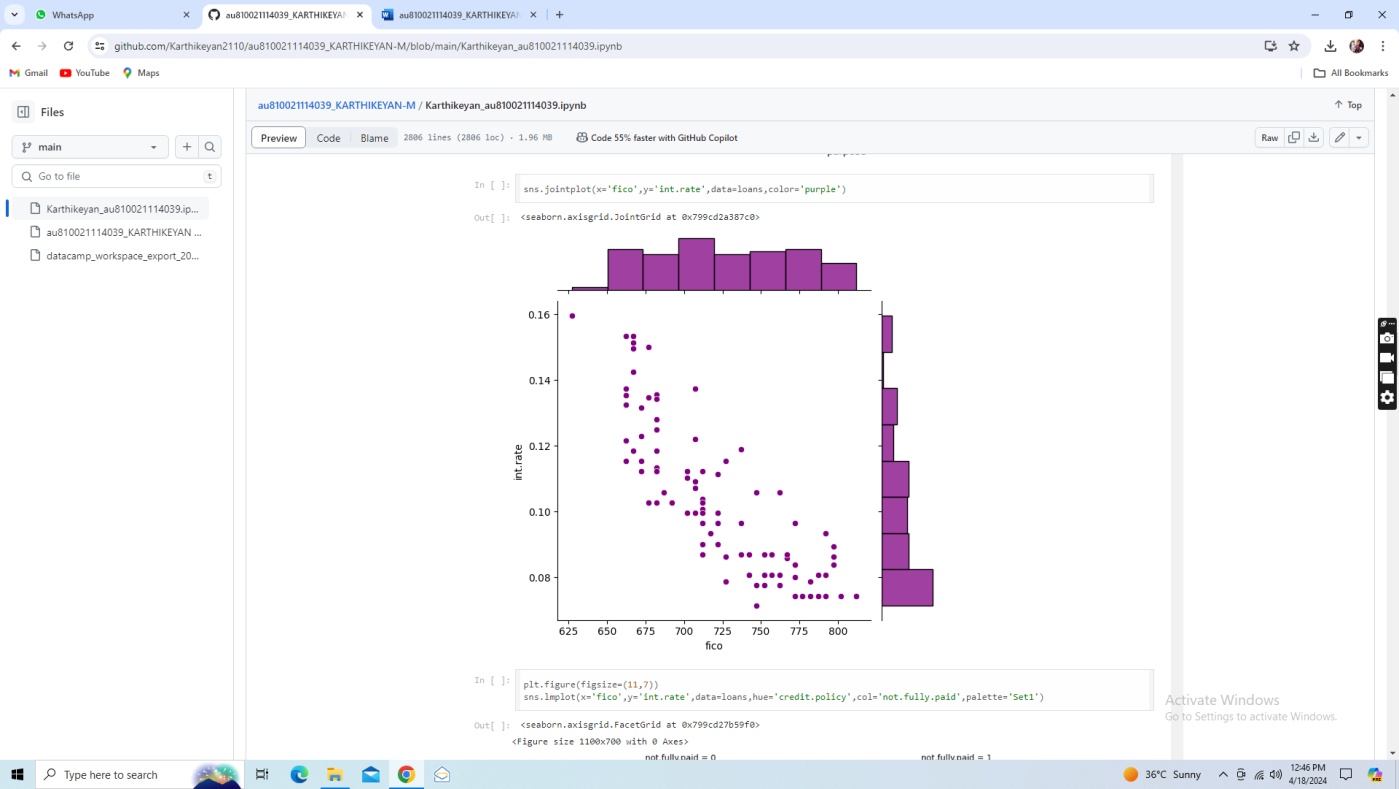 WhatsApp
au810021114039_KARTHIKEYAN
au810021114039_KARTHIKEYAN_
github.com/Karthikeyan2110/au810021114039_KARTHIKEYAN-M/blob/main/Karthikeyan_au810021114039.ipynb
Gmail YouTube Maps All Bookmarks
Files
au810021114039_KARTHIKEYAN-M / Karthikeyan_au810021114039.ipynb
Top
main
Preview Code Blame 2806 lines (2806 loc) · 1.96 MB Code 55% faster with GitHub Copilot Raw
Go to file t
Karthikeyan_au810021114039.ip...
au810021114039_KARTHIKEYAN ...
datacamp_workspace_export_20...
In [ ]: sns.jointplot(x='fico',y='int.rate',data=loans,color='purple')
Out[ ]: <seaborn.axisgrid.JointGrid at 0x799cd2a387c0>
0.16
0.14
0.12
0.10
0.08
int.rate
625 650 675 700 725 750 775 800
fico
In [ ]: plt.figure(figsize=(11,7))
sns.lmplot(x='fico',y='int.rate',data=loans,hue='credit.policy',col='not.fully.paid',palette='Set1')
Out[ ]: <seaborn.axisgrid.FacetGrid at 0x799cd27b59f0>
<Figure size 1100x700 with 0 Axes>
not.fully.paid = 0 not.fully.paid = 1
Activate Windows
Go to Settings to activate Windows.
Type here to search
36°C Sunny
12:46 PM
4/18/2024